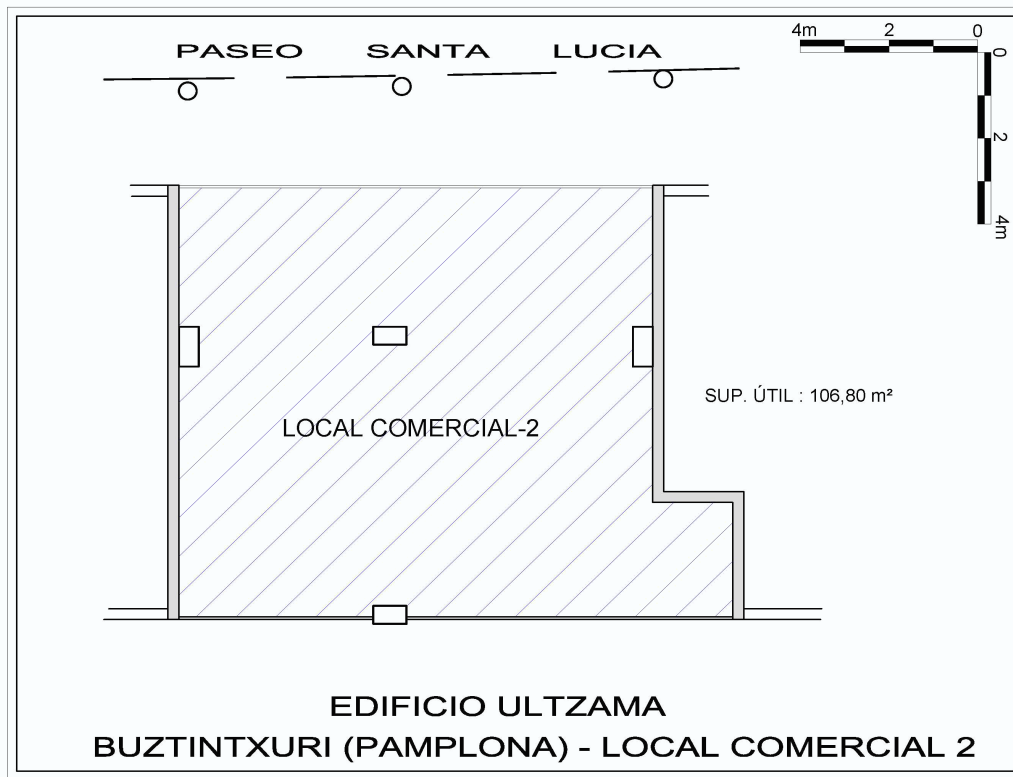 PASEO SANTA LUCIA
4m 2 0
0
2
4m
SUP. ÚTIL : 106,80 m²
LOCAL COMERCIAL-2
EDIFICIO ULTZAMA
BUZTINTXURI (PAMPLONA) - LOCAL COMERCIAL 2